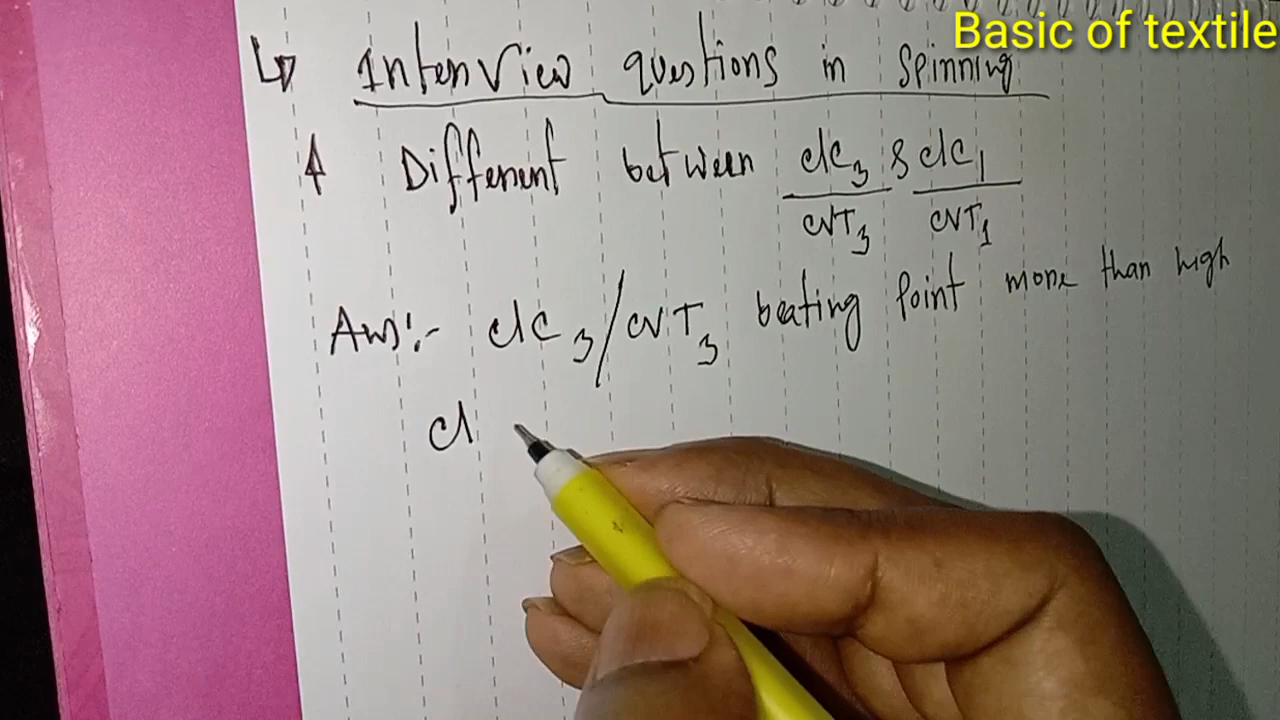 Basic of textile
↳ Interview questions in Spinning
Different between clc3 & clc1
CVT3 CVT1
Ans:- clc3/CVT3 beating Point more than high
cl